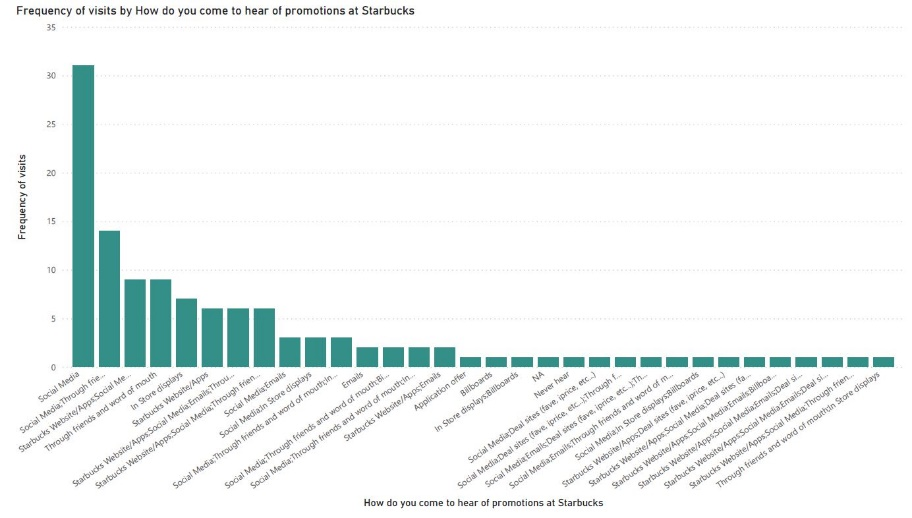 Frequency of visits by How do you come to hear of promotions at Starbucks
35
30
25
20
15
10
5
0
Frequency of visits
Social Media
Social Media;Through frie...
Starbucks Website/Apps;Social Me...
Through friends and word of mouth
In Store displays
Starbucks Website/Apps
Starbucks Website/Apps;Social Media;Emails;Throu...
Starbucks Website/Apps;Social Media;Through frien...
Social Media;Emails
Social Media;In Store displays
Social Media;Through friends and word of mouth;In...
Emails
Social Media;Through friends and word of mouth;Bi...
Social Media;Through friends and word of mouth;In...
Starbucks Website/Apps;Emails
Application offer
Billboards
In Store displays;Billboards
NA
Never hear
Social Media;Deal sites (fave, iprice, etc...)
Social Media;Deal sites (fave, iprice, etc...);Through f...
Social Media;Emails;Deal sites (fave, iprice, etc...);Th...
Social Media;Emails;Through friends and word of m...
Social Media;In Store displays;Billboards
Starbucks Website/Apps;Deal sites (fave, iprice, etc...)
Starbucks Website/Apps;Social Media;Deal sites (fa...
Starbucks Website/Apps;Social Media;Emails;Billboa...
Starbucks Website/Apps;Social Media;Emails;Deal si...
Starbucks Website/Apps;Social Media;Emails;Deal si...
Starbucks Website/Apps;Social Media;Through frien...
Through friends and word of mouth;In Store displays
How do you come to hear of promotions at Starbucks